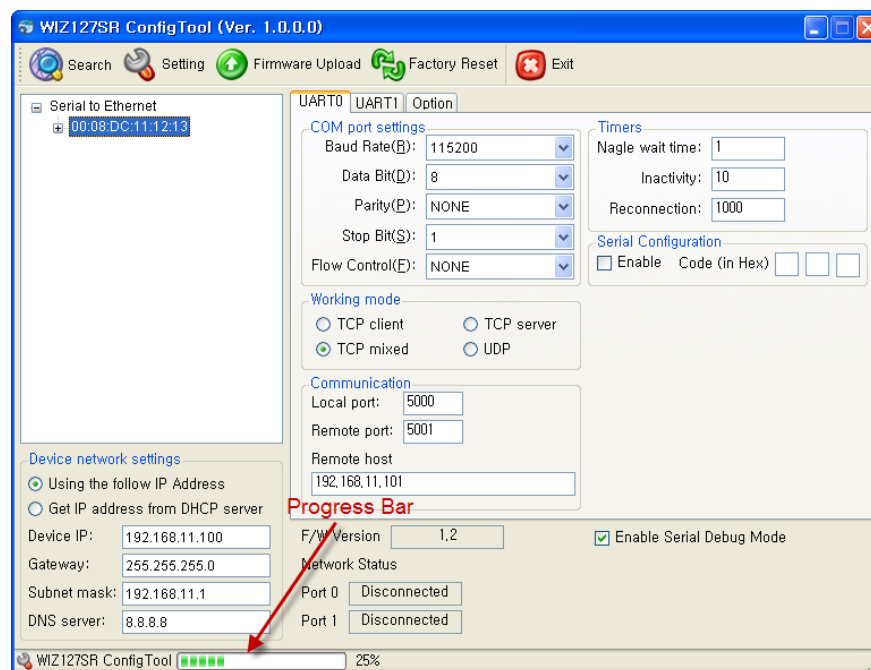 WIZ127SR ConfigTool (Ver. 1.0.0.0)
Search Setting Firmware Upload Factory Reset Exit
Serial to Ethernet
00:08:DC:11:12:13
UART0 UART1 Option
COM port settings
Baud Rate(R): 115200
Data Bit(D): 8
Parity(P): NONE
Stop Bit(S): 1
Flow Control(F): NONE
Timers
Nagle wait time: 1
Inactivity: 10
Reconnection: 1000
Serial Configuration
Enable Code (in Hex)
Working mode
TCP client TCP server
TCP mixed UDP
Communication
Local port: 5000
Remote port: 5001
Remote host
192.168.11.101
Device network settings
Using the follow IP Address
Get IP address from DHCP server
Device IP: 192.168.11.100
Gateway: 255.255.255.0
Subnet mask: 192.168.11.1
DNS server: 8.8.8.8
Progress Bar
F/W Version 1.2
Enable Serial Debug Mode
Network Status
Port 0 Disconnected
Port 1 Disconnected
WIZ127SR ConfigTool 25%